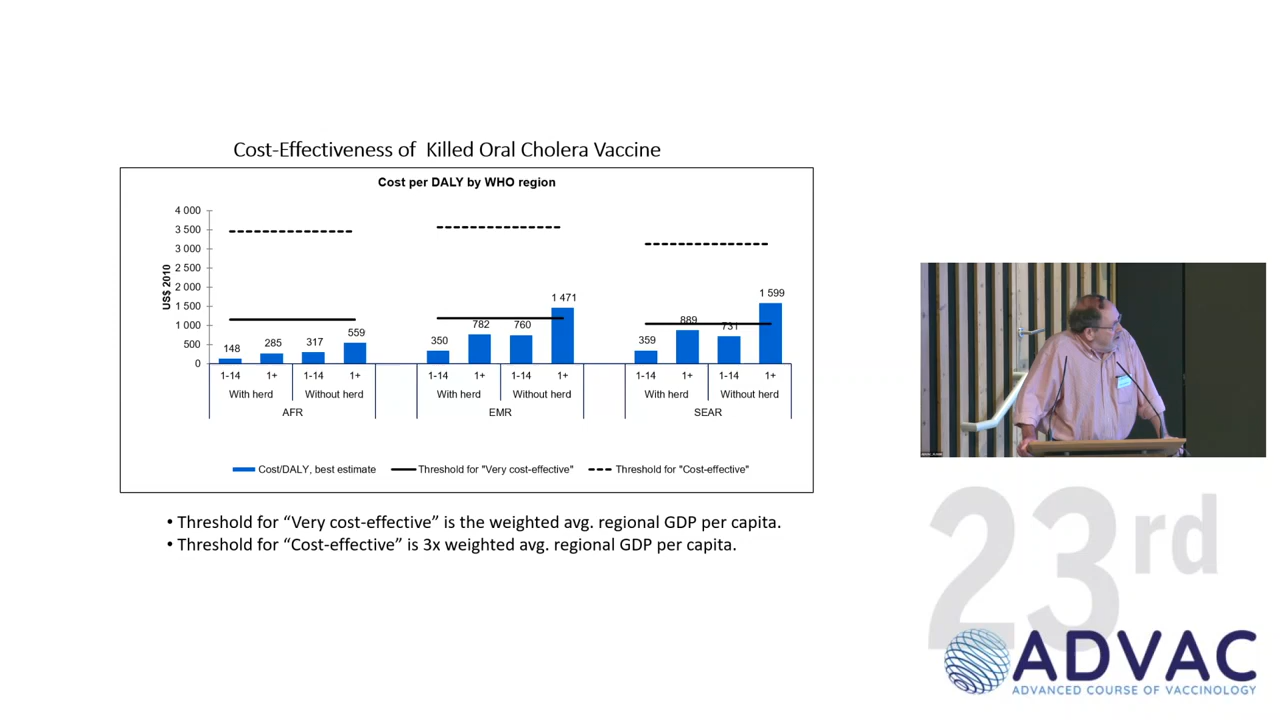 Cost-Effectiveness of Killed Oral Cholera Vaccine
Cost per DALY by WHO region
US$ 2010
4 000
3 500
3 000
2 500
2 000
1 500
1 000
500
0
148 285 317 559
350 782 760 1 471
359 889 731 1 599
1-14 1+ 1-14 1+ 1-14 1+ 1-14 1+ 1-14 1+ 1-14 1+
With herd Without herd With herd Without herd With herd Without herd
AFR EMR SEAR
Cost/DALY, best estimate Threshold for "Very cost-effective" Threshold for "Cost-effective"
• Threshold for “Very cost-effective” is the weighted avg. regional GDP per capita.
• Threshold for “Cost-effective” is 3x weighted avg. regional GDP per capita.
23rd
ADVAC
ADVANCED COURSE OF VACCINOLOGY